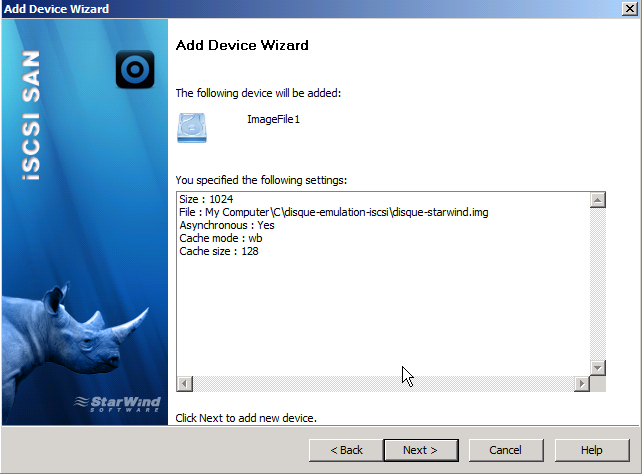 Add Device Wizard
iSCSI SAN
Add Device Wizard
The following device will be added:
ImageFile1
You specified the following settings:
Size : 1024
File : My Computer\C\disque-emulation-iscsi\disque-starwind.img
Asynchronous : Yes
Cache mode : wb
Cache size : 128
StarWind
SOFTWARE
Click Next to add new device.
< Back
Next >
Cancel
Help